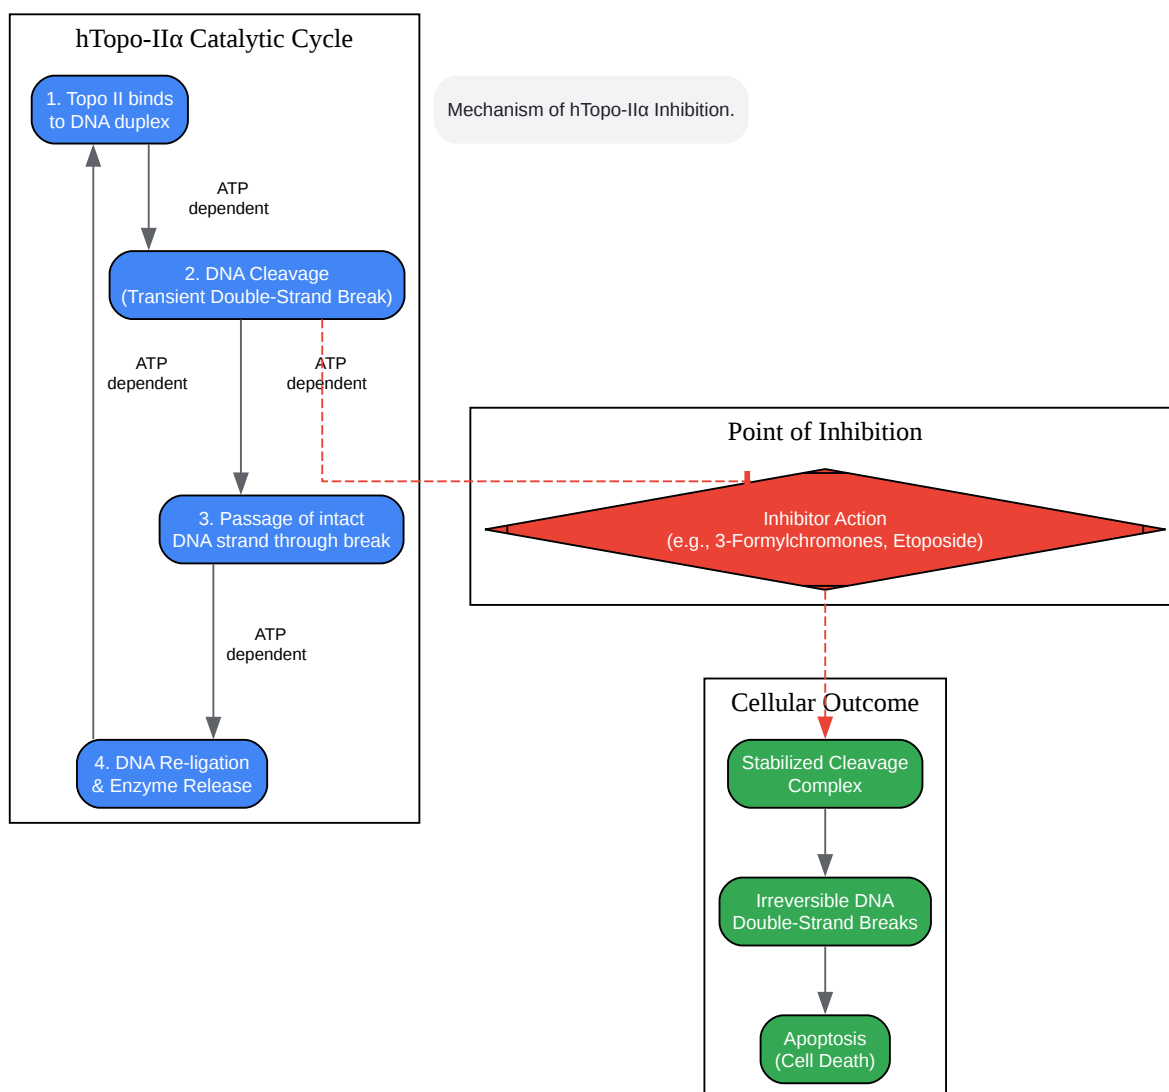 hTopo-IIα Catalytic Cycle
1. Topo II binds
to DNA duplex
Mechanism of hTopo-IIα Inhibition.
ATP
dependent
2. DNA Cleavage
(Transient Double-Strand Break)
ATP
dependent
ATP
dependent
Point of Inhibition
Inhibitor Action
(e.g., 3-Formylchromones, Etoposide)
3. Passage of intact
DNA strand through break
ATP
dependent
4. DNA Re-ligation
& Enzyme Release
Cellular Outcome
Stabilized Cleavage
Complex
Irreversible DNA
Double-Strand Breaks
Apoptosis
(Cell Death)